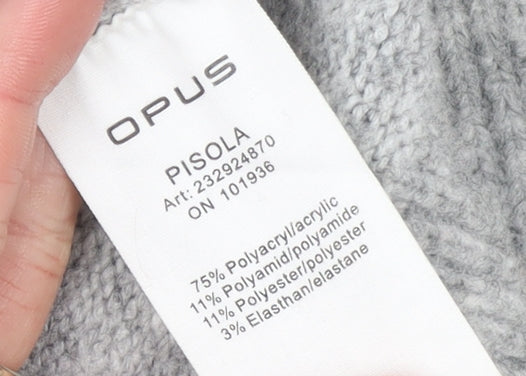 OPUS
PISOLA
Art: 232924870
ON 101936
75% Polyacryl/acrylic
11% Polyamid/polyamide
11% Polyester/polyester
3% Elasthan/elastane